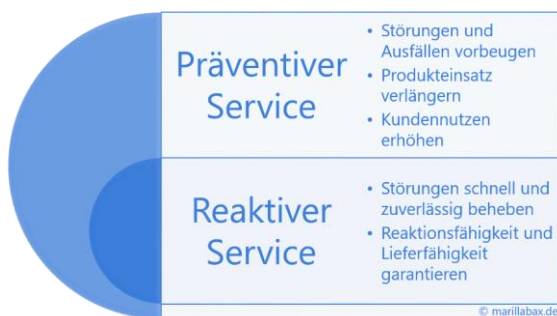 Präventiver
Service
• Störungen und
Ausfällen vorbeugen
• Produkteinsatz
verlängern
• Kundennutzen
erhöhen
Reaktiver
Service
• Störungen schnell und
zuverlässig beheben
• Reaktionsfähigkeit und
Lieferfähigkeit
garantieren
© marillabax.de